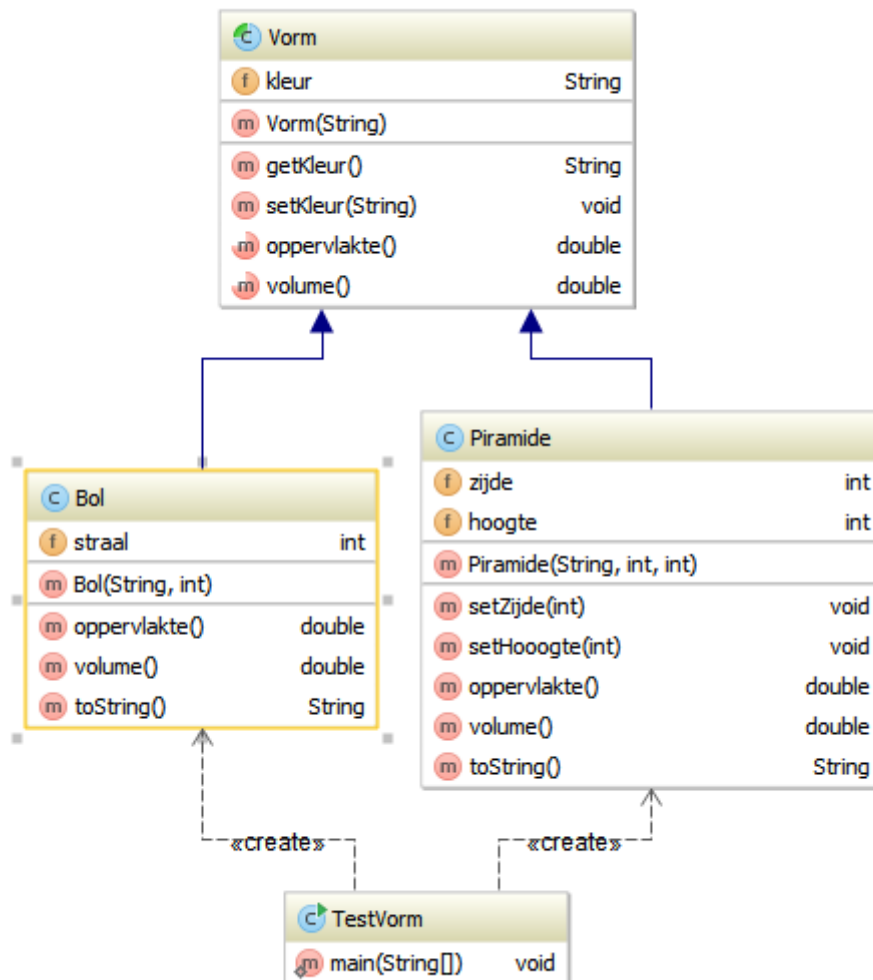 Vorm
kleur String
Vorm(String)
getKleur() String
setKleur(String) void
oppervlakte() double
volume() double
Bol
straal int
Bol(String, int)
oppervlakte() double
volume() double
toString() String
Piramide
zijde int
hoogte int
Piramide(String, int, int)
setZijde(int) void
setHooogte(int) void
oppervlakte() double
volume() double
toString() String
«create» «create»
TestVorm
main(String[]) void